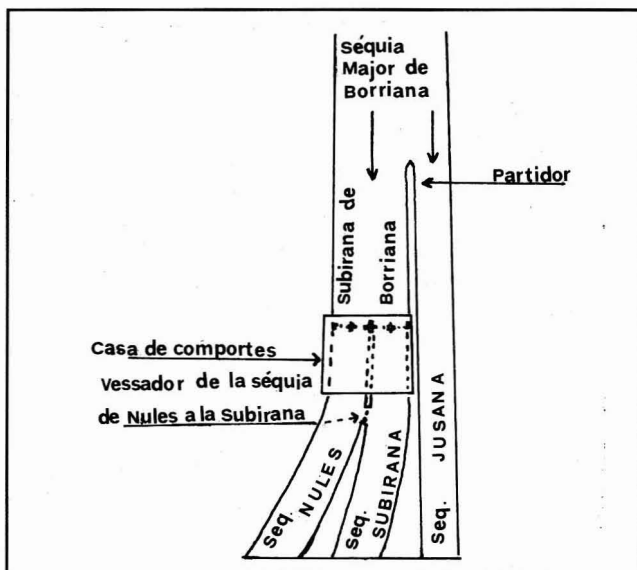 Séquia
Major de
Borriana
Partidor
Subirana de
Borriana
Casa de comportes
Vessador de la séquia
de Nules a la Subirana
Seq. NULES
Seq. SUBIRANA
Seq. JUSANA